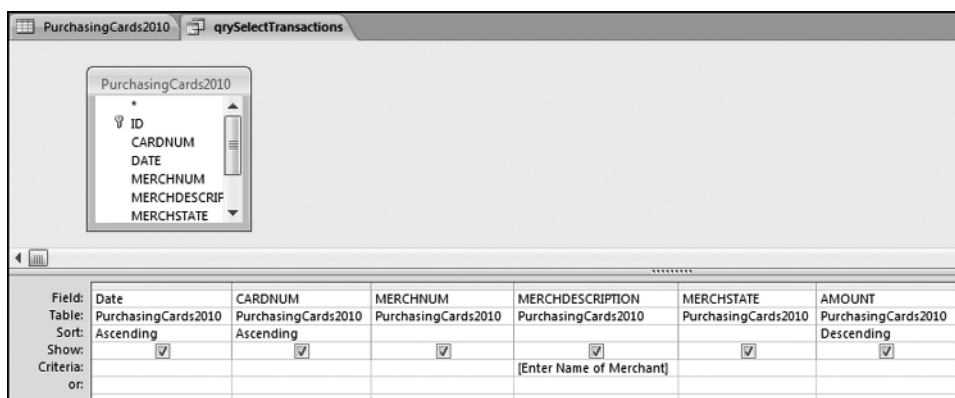 PurchasingCards2010 qrySelectTransactions
PurchasingCards2010
*
ID
CARDNUM
DATE
MERCHNUM
MERCHDESCRIF
MERCHSTATE
Field: Date CARDNUM MERCHNUM MERCHDESCRIPTION MERCHSTATE AMOUNT
Table: PurchasingCards2010 PurchasingCards2010 PurchasingCards2010 PurchasingCards2010 PurchasingCards2010 PurchasingCards2010
Sort: Ascending Ascending Descending
Show:
Criteria: [Enter Name of Merchant]
or: